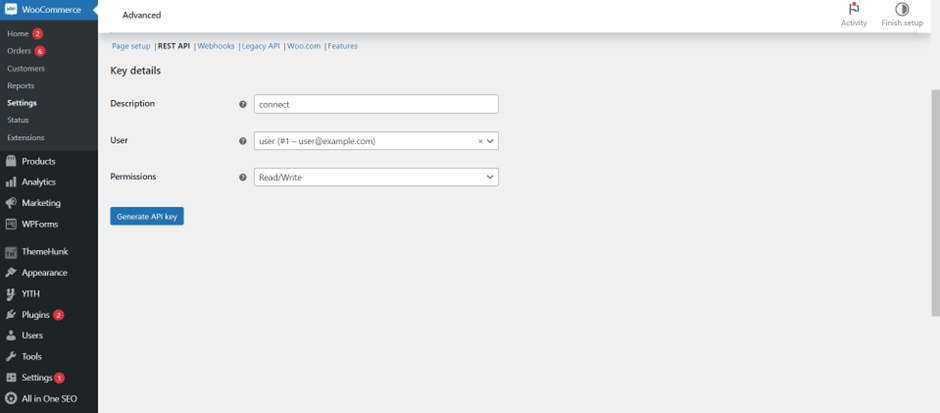 WooCommerce
Home 2
Orders 6
Customers
Reports
Settings
Status
Extensions
Products
Analytics
Marketing
WPForms
ThemeHunk
Appearance
YITH
Plugins 2
Users
Tools
Settings 1
All in One SEO
Advanced
Activity
Finish setup
Page setup | REST API | Webhooks | Legacy API | Woo.com | Features
Key details
Description ? connect
User ? user (#1 – user@example.com) ×
Permissions ? Read/Write
Generate API key